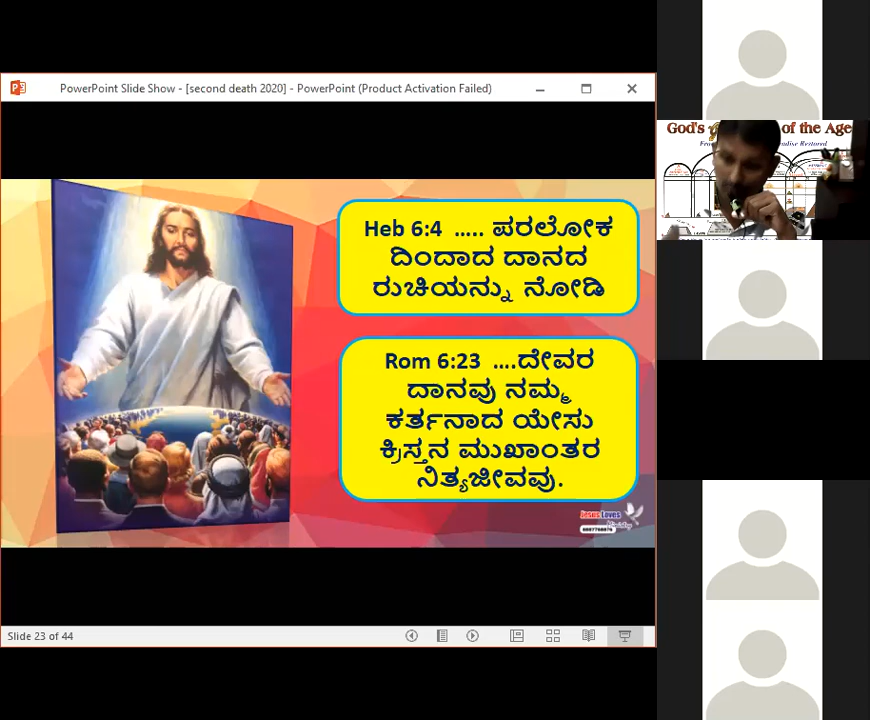 PowerPoint Slide Show - [second death 2020] - PowerPoint (Product Activation Failed)
Heb 6:4 ..... ಪರಲೋಕ
ದಿಂದಾದ ದಾನದ
ರುಚಿಯನ್ನು ನೋಡಿ
Rom 6:23 ....ದೇವರ
ದಾನವು ನಮ್ಮ
ಕರ್ತನಾದ ಯೇಸು
ಕ್ರಿಸ್ತನ ಮುಖಾಂತರ
ನಿತ್ಯಜೀವವು.
Jesus Loves
Ministry
Slide 23 of 44
God's of the Age
Restored